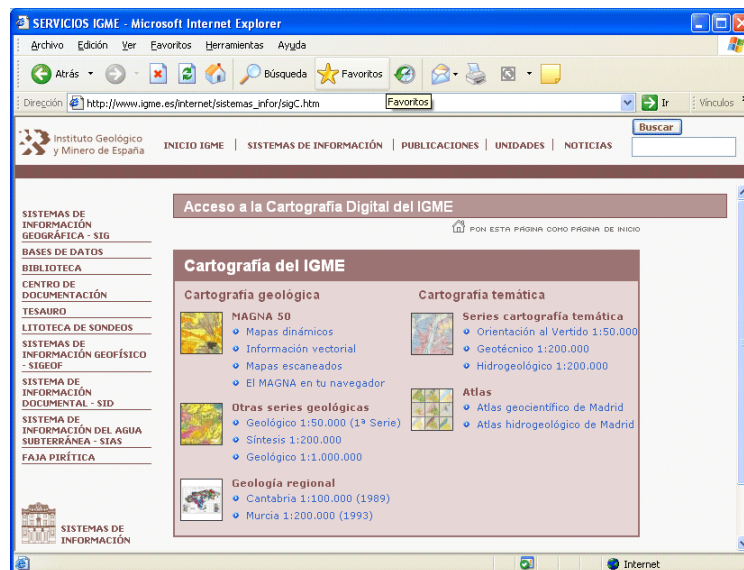 SERVICIOS IGME - Microsoft Internet Explorer
Archivo Edición Ver Favoritos Herramientas Ayuda
Atrás Búsqueda Favoritos
Dirección http://www.igme.es/internet/sistemas_infor/sigC.htm Ir Vínculos
Favoritos
Instituto Geológico
y Minero de España
INICIO IGME | SISTEMAS DE INFORMACIÓN | PUBLICACIONES | UNIDADES | NOTICIAS
Buscar
SISTEMAS DE
INFORMACIÓN
GEOGRÁFICA - SIG
BASES DE DATOS
BIBLIOTECA
CENTRO DE
DOCUMENTACIÓN
TESAURO
LITOTECA DE SONDEOS
SISTEMAS DE
INFORMACIÓN GEOFÍSICO
- SIGEOF
SISTEMA DE
INFORMACIÓN
DOCUMENTAL - SID
SISTEMA DE
INFORMACIÓN DEL AGUA
SUBTERRÁNEA - SIAS
FAJA PIRÍTICA
SISTEMAS DE
INFORMACIÓN
Acceso a la Cartografía Digital del IGME
PON ESTA PÁGINA COMO PÁGINA DE INICIO
Cartografía del IGME
Cartografía geológica
MAGNA 50
Mapas dinámicos
Información vectorial
Mapas escaneados
El MAGNA en tu navegador
Otras series geológicas
Geológico 1:50.000 (1ª Serie)
Síntesis 1:200.000
Geológico 1:1.000.000
Geología regional
Cantabria 1:100.000 (1989)
Murcia 1:200.000 (1993)
Cartografía temática
Series cartografía temática
Orientación al Vertido 1:50.000
Geotécnico 1:200.000
Hidrogeológico 1:200.000
Atlas
Atlas geocientífico de Madrid
Atlas hidrogeológico de Madrid
Internet